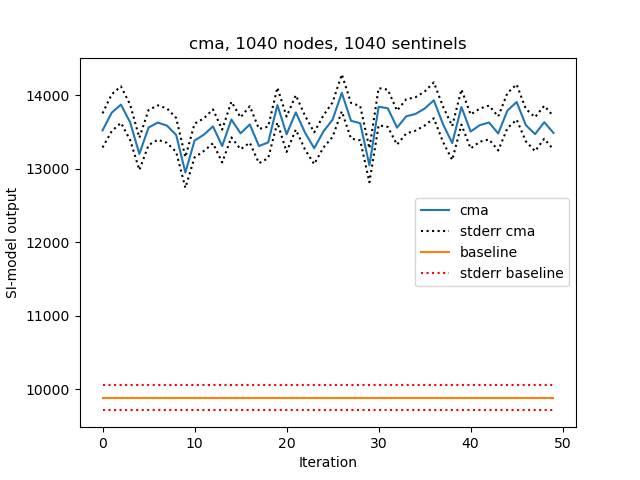 cma, 1040 nodes, 1040 sentinels
14000
13000
12000
11000
10000
SI-model output
cma
stderr cma
baseline
stderr baseline
0 10 20 30 40 50
Iteration